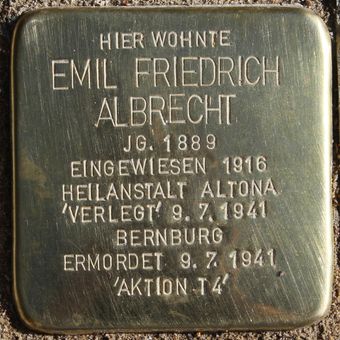 HIER WOHNTE
EMIL FRIEDRICH
ALBRECHT
JG. 1889
EINGEWIESEN 1916
HEILANSTALT ALTONA
'VERLEGT' 9.7.1941
BERNBURG
ERMORDET 9.7.1941
'AKTION T4'